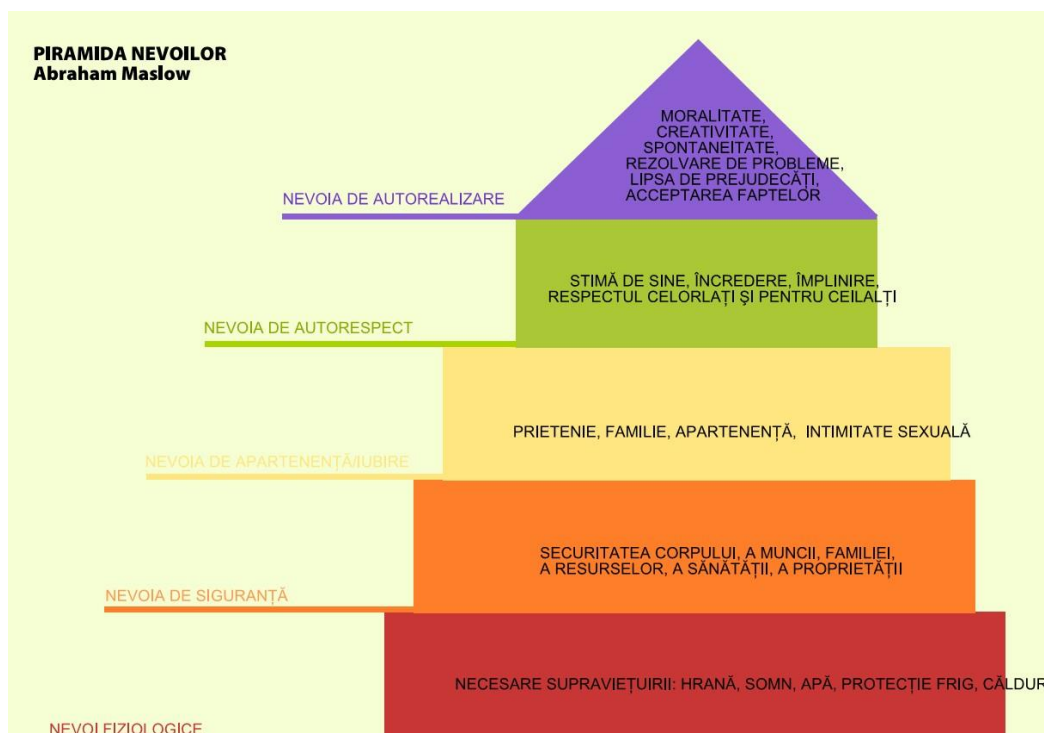 PIRAMIDA NEVOILOR
Abraham Maslow
MORALITATE,
CREATIVITATE,
SPONTANEITATE,
REZOLVARE DE PROBLEME,
LIPSA DE PREJUDECĂȚI,
ACCEPTAREA FAPTELOR
NEVOIA DE AUTOREALIZARE
STIMĂ DE SINE, ÎNCREDERE, ÎMPLINIRE,
RESPECTUL CELORLAȚI ŞI PENTRU CEILALȚI
NEVOIA DE AUTORESPECT
PRIETENIE, FAMILIE, APARTENENȚĂ, INTIMITATE SEXUALĂ
NEVOIA DE APARTENENȚĂ/IUBIRE
SECURITATEA CORPULUI, A MUNCII, FAMILIEI,
A RESURSELOR, A SĂNĂTĂȚII, A PROPRIETĂȚII
NEVOIA DE SIGURANȚĂ
NECESARE SUPRAVIEȚUIRII: HRANĂ, SOMN, APĂ, PROTECȚIE FRIG, CĂLDUR
NEVOI FIZIOLOGICE